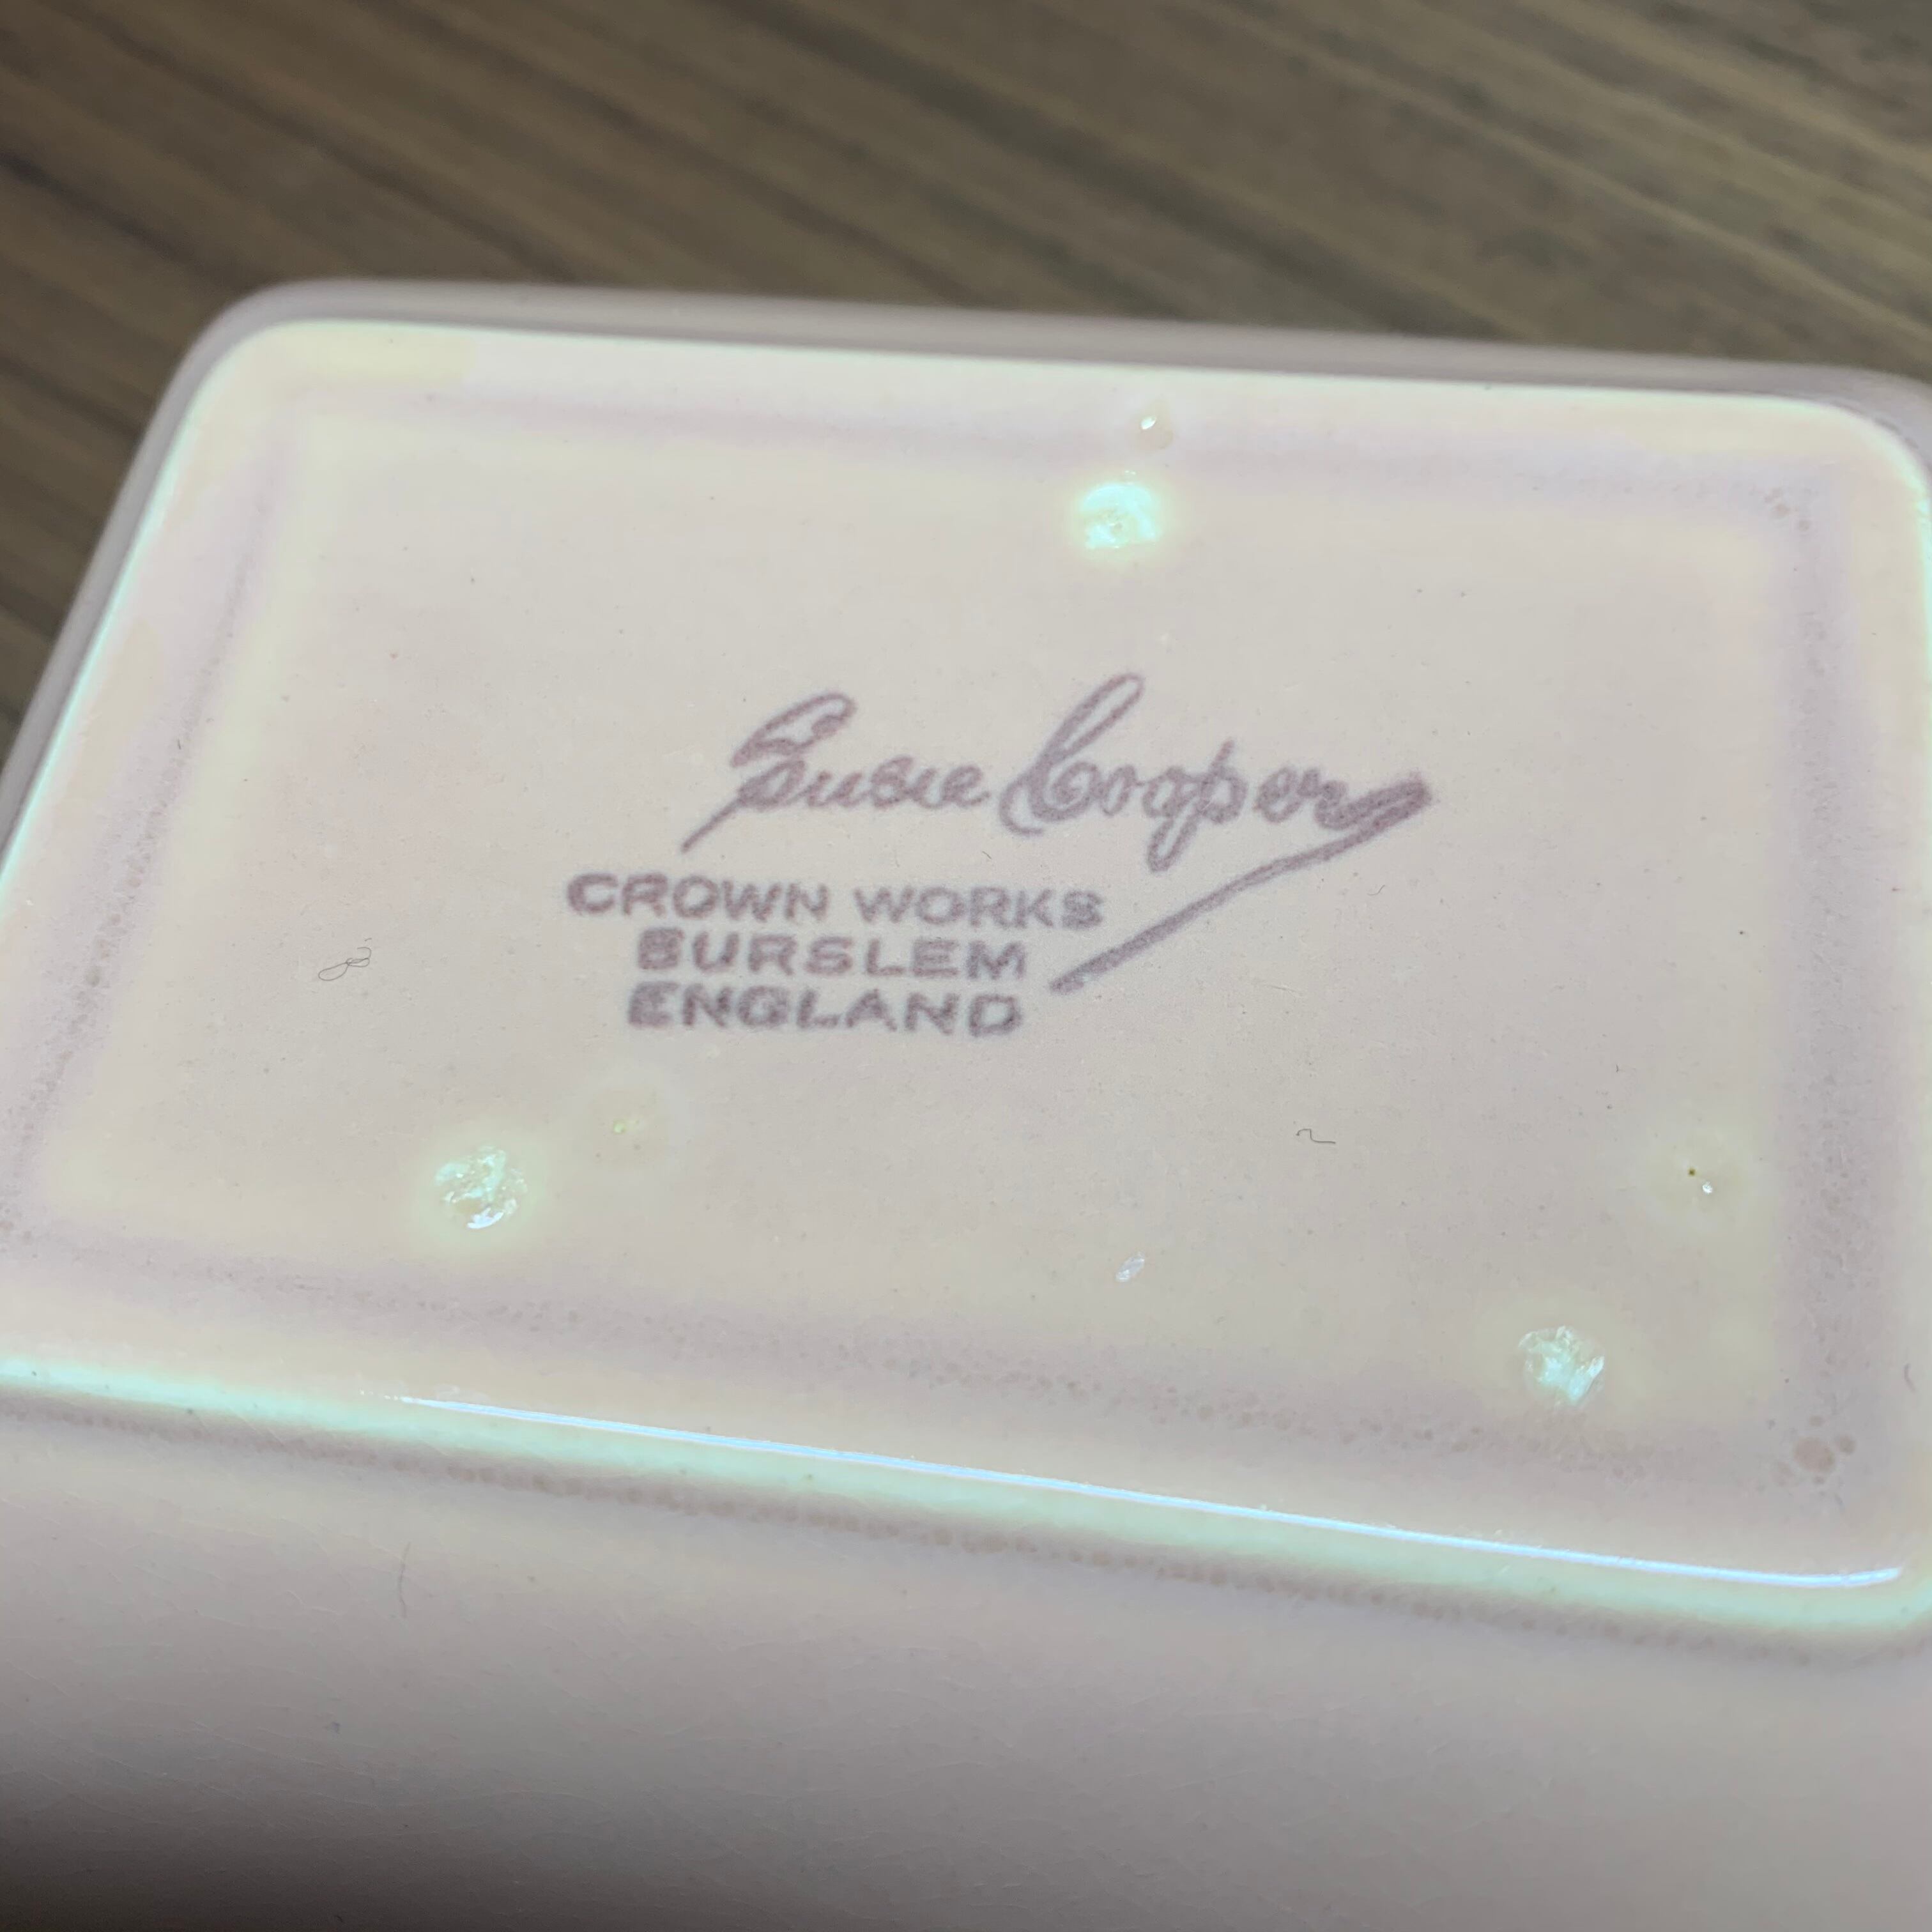 Susie Cooper
CROWN WORKS
BURSLEM
ENGLAND